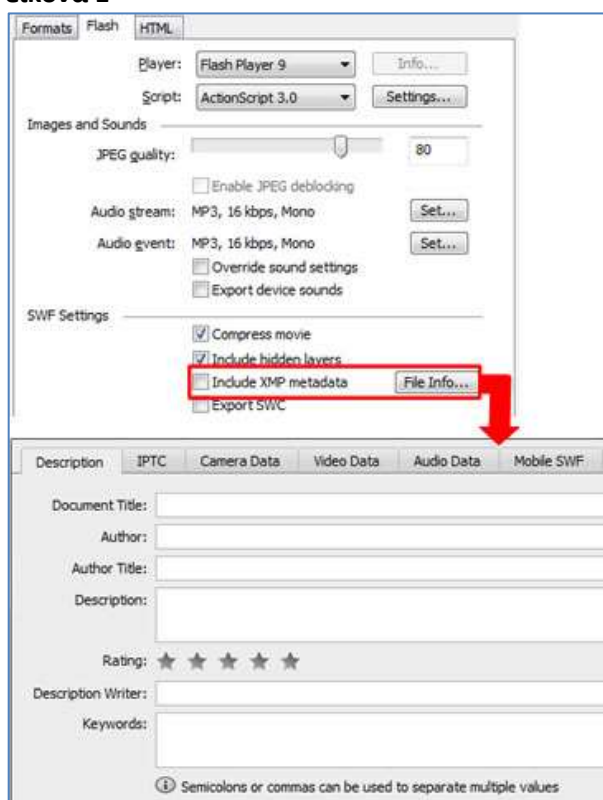 Formats Flash HTML
Player: Flash Player 9 Info...
Script: ActionScript 3.0 Settings...
Images and Sounds
JPEG quality: 80
Enable JPEG deblocking
Audio stream: MP3, 16 kbps, Mono Set...
Audio event: MP3, 16 kbps, Mono Set...
Override sound settings
Export device sounds
SWF Settings
Compress movie
Include hidden layers
Include XMP metadata File Info...
Export SWC
Description IPTC Camera Data Video Data Audio Data Mobile SWF
Document Title:
Author:
Author Title:
Description:
Rating:
Description Writer:
Keywords:
Semicolons or commas can be used to separate multiple values